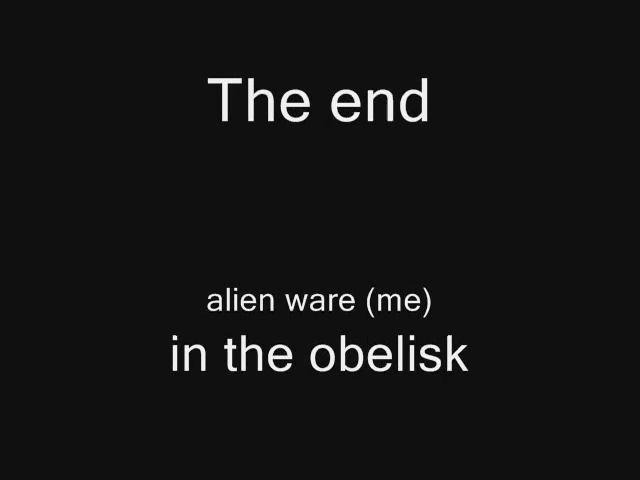 The end
alien ware (me)
in the obelisk